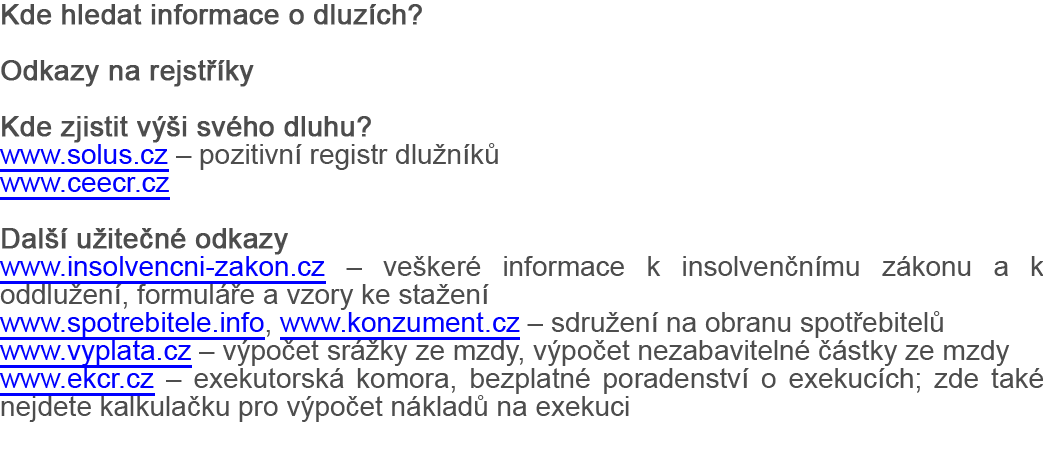 Kde hledat informace o dluzích?
Odkazy na rejstříky
Kde zjistit výši svého dluhu?
www.solus.cz – pozitivní registr dlužníků
www.ceecr.cz
Další užitečné odkazy
www.insolvencni-zakon.cz – veškeré informace k insolvenčnímu zákonu a k
oddlužení, formuláře a vzory ke stažení
www.spotrebitele.info, www.konzument.cz – sdružení na obranu spotřebitelů
www.vyplata.cz – výpočet srážky ze mzdy, výpočet nezabavitelné částky ze mzdy
www.ekcr.cz – exekutorská komora, bezplatné poradenství o exekucích; zde také
nejdete kalkulačku pro výpočet nákladů na exekuci